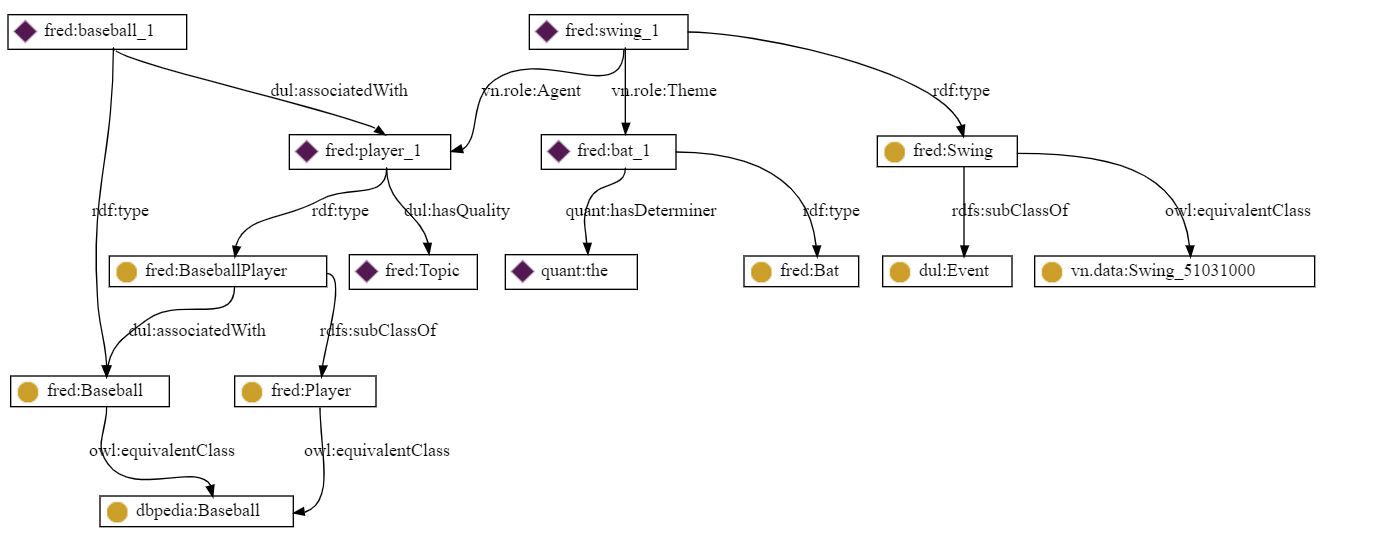 fred:baseball_1
fred:swing_1
dul:associatedWith
vn.role:Agent
vn.role:Theme
rdf:type
fred:player_1
fred:bat_1
fred:Swing
rdf:type
rdf:type
dul:hasQuality
quant:hasDeterminer
rdf:type
rdfs:subClassOf
owl:equivalentClass
fred:BaseballPlayer
fred:Topic
quant:the
fred:Bat
dul:Event
vn.data:Swing_51031000
dul:associatedWith
rdfs:subClassOf
fred:Baseball
fred:Player
owl:equivalentClass
owl:equivalentClass
dbpedia:Baseball